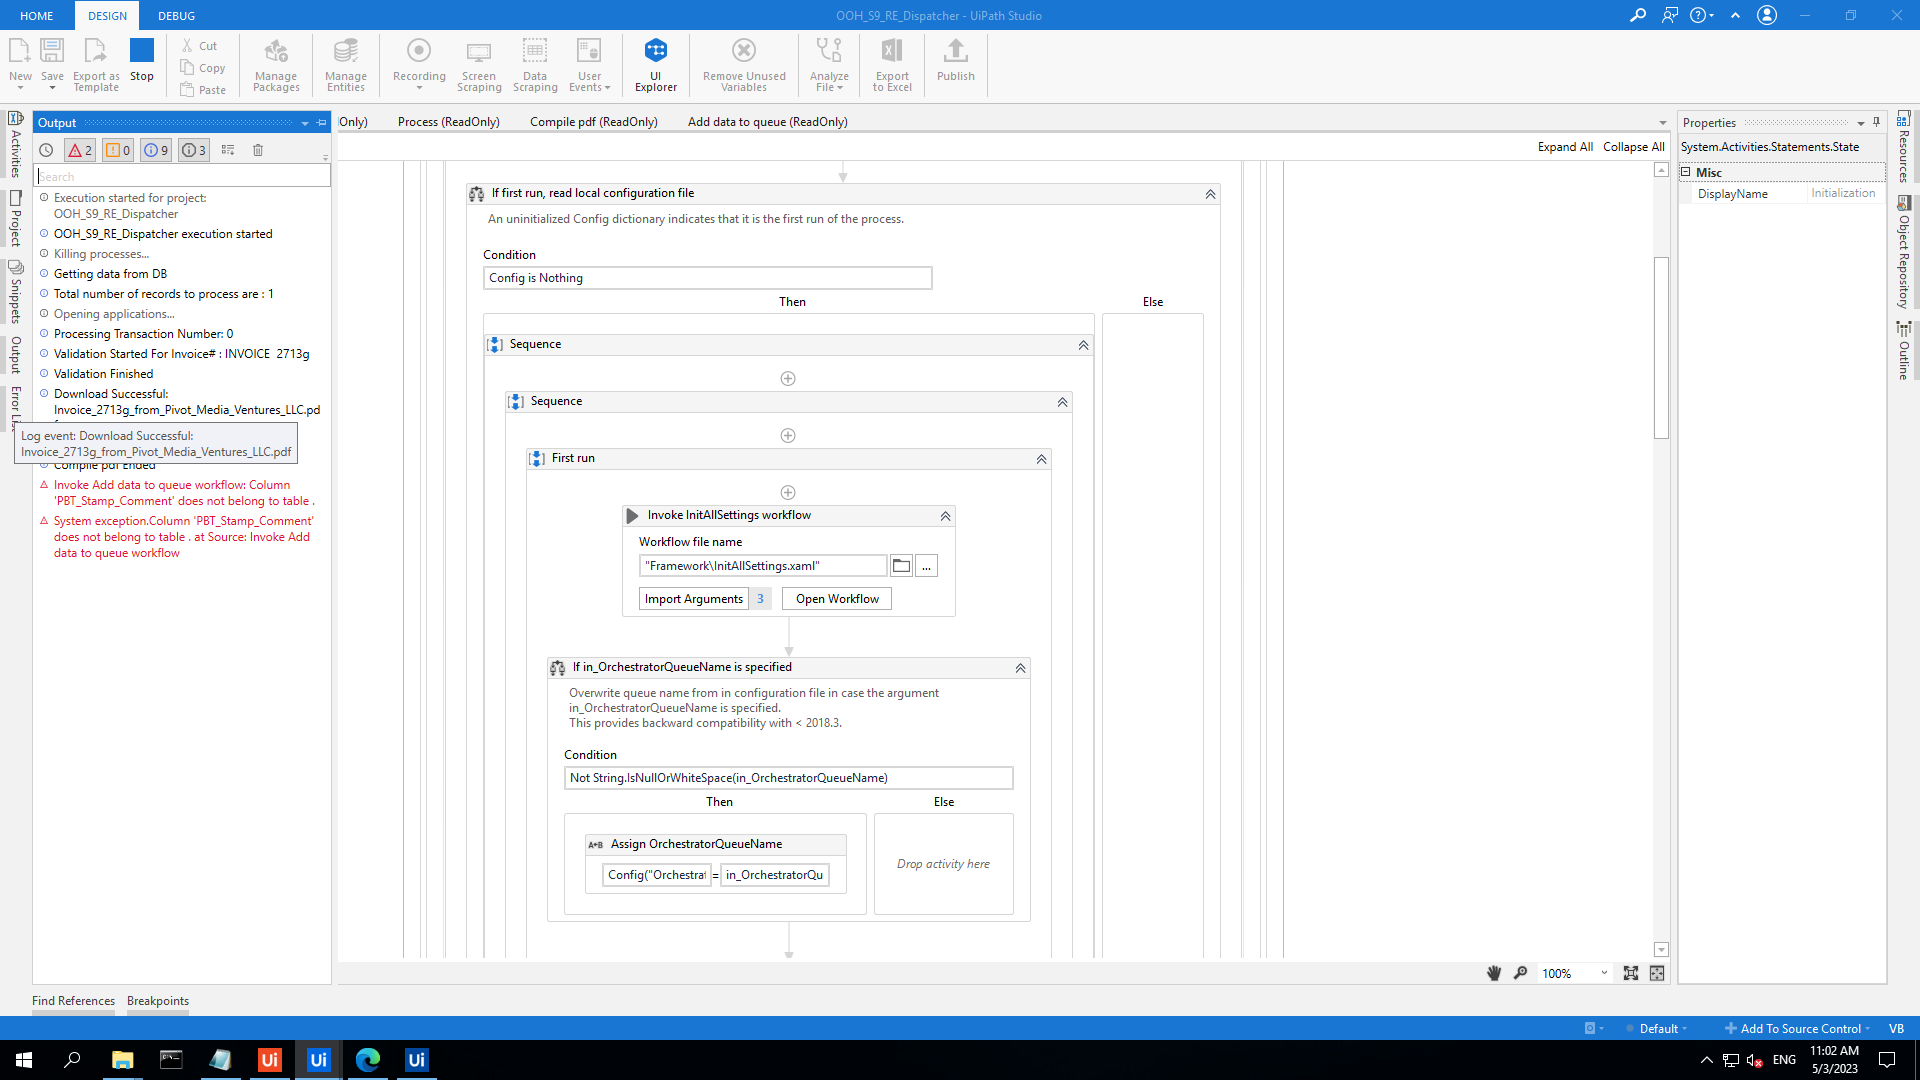 HOME
DESIGN
DEBUG
OOH_S9_RE_Dispatcher - UiPath Studio
New
Save
Export as
Template
Stop
Cut
Copy
Paste
Manage
Packages
Manage
Entities
Recording
Screen
Scraping
Data
Scraping
User
Events
UI
Explorer
Remove Unused
Variables
Analyze
File
Export
to Excel
Publish
Activities
Project
Snippets
Output
Output
2
0
9
3
Search
Execution started for project:
OOH_S9_RE_Dispatcher
OOH_S9_RE_Dispatcher execution started
Killing processes...
Getting data from DB
Total number of records to process are : 1
Opening applications...
Processing Transaction Number: 0
Validation Started For Invoice# : INVOICE 2713g
Validation Finished
Download Successful:
Invoice_2713g_from_Pivot_Media_Ventures_LLC.pd
Log event: Download Successful:
Invoice_2713g_from_Pivot_Media_Ventures_LLC.pdf
Compile pdf Ended
Invoke Add data to queue workflow: Column
'PBT_Stamp_Comment' does not belong to table .
System exception.Column 'PBT_Stamp_Comment'
does not belong to table . at Source: Invoke Add
data to queue workflow
Only)
Process (ReadOnly)
Compile pdf (ReadOnly)
Add data to queue (ReadOnly)
Expand All
Collapse All
If first run, read local configuration file
An uninitialized Config dictionary indicates that it is the first run of the process.
Condition
Config is Nothing
Then
Else
Sequence
Sequence
First run
Invoke InitAllSettings workflow
Workflow file name
"Framework\InitAllSettings.xaml"
...
Import Arguments
3
Open Workflow
If in_OrchestratorQueueName is specified
Overwrite queue name from in configuration file in case the argument
in_OrchestratorQueueName is specified.
This provides backward compatibility with < 2018.3.
Condition
Not String.IsNullOrWhiteSpace(in_OrchestratorQueueName)
Then
Else
A+B Assign OrchestratorQueueName
Config("Orchestrat
=
in_OrchestratorQu
Drop activity here
100%
Properties
System.Activities.Statements.State
Misc
DisplayName
Initialization
Resources
Object Repository
Outline
Find References
Breakpoints
Default
Add To Source Control
VB
Ui
Ui
Ui
ENG
11:02 AM
5/3/2023